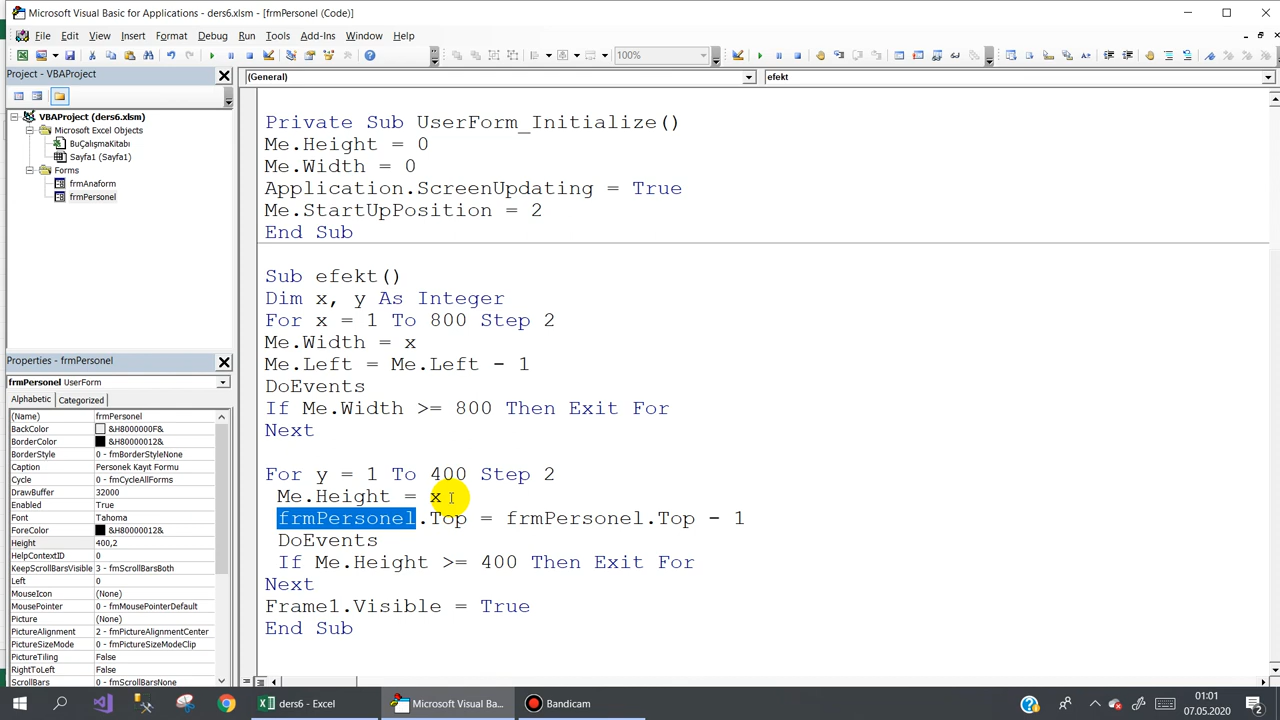 Microsoft Visual Basic for Applications - ders6.xlsm - [frmPersonel (Code)]
File Edit View Insert Format Debug Run Tools Add-Ins Window Help
100%
Project - VBAProject
(General)
efekt
VBAProject (ders6.xlsm)
Microsoft Excel Objects
BuÇalışmaKitabı
Sayfa1 (Sayfa1)
Forms
frmAnaform
frmPersonel
Properties - frmPersonel
frmPersonel UserForm
Alphabetic Categorized
(Name) frmPersonel
BackColor &H8000000F&
BorderColor &H80000012&
BorderStyle 0 - fmBorderStyleNone
Caption Personek Kayıt Formu
Cycle 0 - fmCycleAllForms
DrawBuffer 32000
Enabled True
Font Tahoma
ForeColor &H80000012&
Height 400,2
HelpContextID 0
KeepScrollBarsVisible 3 - fmScrollBarsBoth
Left 0
MouseIcon (None)
MousePointer 0 - fmMousePointerDefault
Picture (None)
PictureAlignment 2 - fmPictureAlignmentCenter
PictureSizeMode 0 - fmPictureSizeModeClip
PictureTiling False
RightToLeft False
ScrollBars 0 - fmScrollBarsNone
Private Sub UserForm_Initialize()
Me.Height = 0
Me.Width = 0
Application.ScreenUpdating = True
Me.StartUpPosition = 2
End Sub
Sub efekt()
Dim x, y As Integer
For x = 1 To 800 Step 2
Me.Width = x
Me.Left = Me.Left - 1
DoEvents
If Me.Width >= 800 Then Exit For
Next
For y = 1 To 400 Step 2
Me.Height = x
frmPersonel.Top = frmPersonel.Top - 1
DoEvents
If Me.Height >= 400 Then Exit For
Next
Frame1.Visible = True
End Sub
ders6 - Excel
Microsoft Visual Ba...
Bandicam
01:01
07.05.2020
2